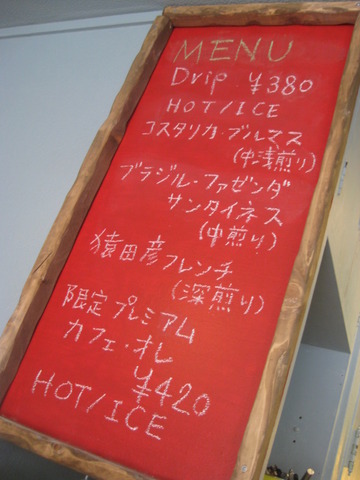 MENU
Drip ¥380
HOT/ICE
コスタリカ・ブルマス
(中浅煎り)
ブラジル・ファゼンダ
サンタイネス
(中煎り)
猿田彦フレンチ
(深煎り)
限定プレミアム
カフェ・オレ
¥420
HOT/ICE